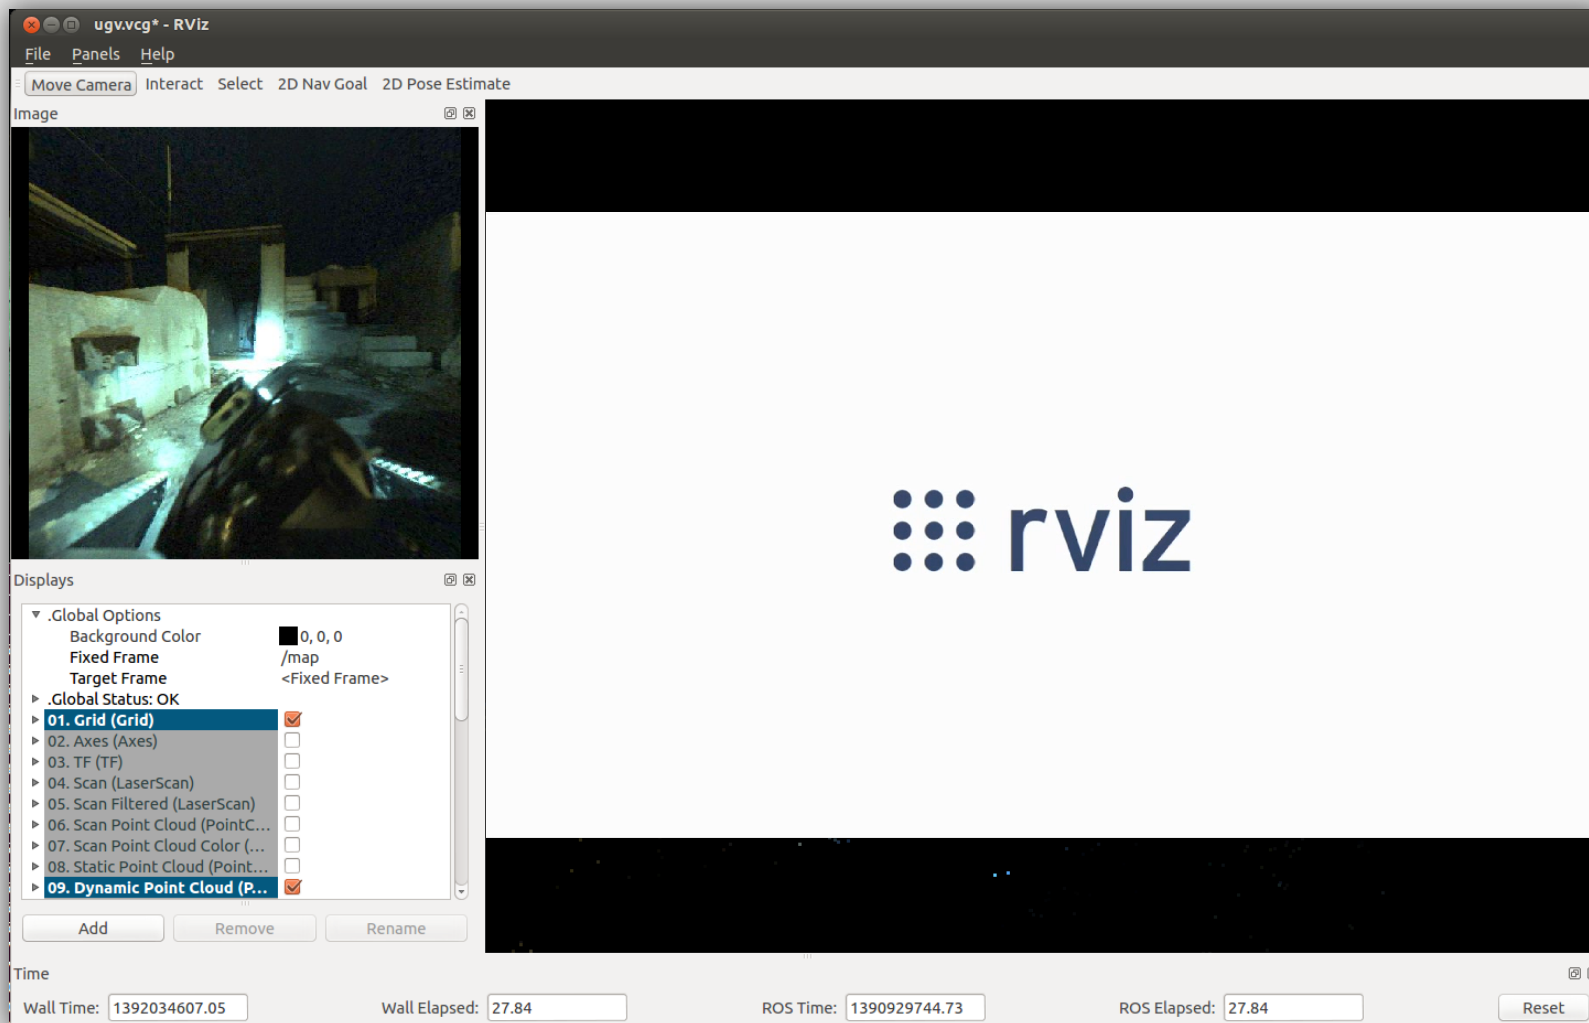 ugv.vcg* - RViz
File Panels Help
Move Camera Interact Select 2D Nav Goal 2D Pose Estimate
Image
rviz
Displays
.Global Options
Background Color 0, 0, 0
Fixed Frame /map
Target Frame <Fixed Frame>
.Global Status: OK
01. Grid (Grid)
02. Axes (Axes)
03. TF (TF)
04. Scan (LaserScan)
05. Scan Filtered (LaserScan)
06. Scan Point Cloud (PointC...
07. Scan Point Cloud Color (...
08. Static Point Cloud (Point...
09. Dynamic Point Cloud (P...
Add Remove Rename
Time
Wall Time: 1392034607.05 Wall Elapsed: 27.84 ROS Time: 1390929744.73 ROS Elapsed: 27.84 Reset